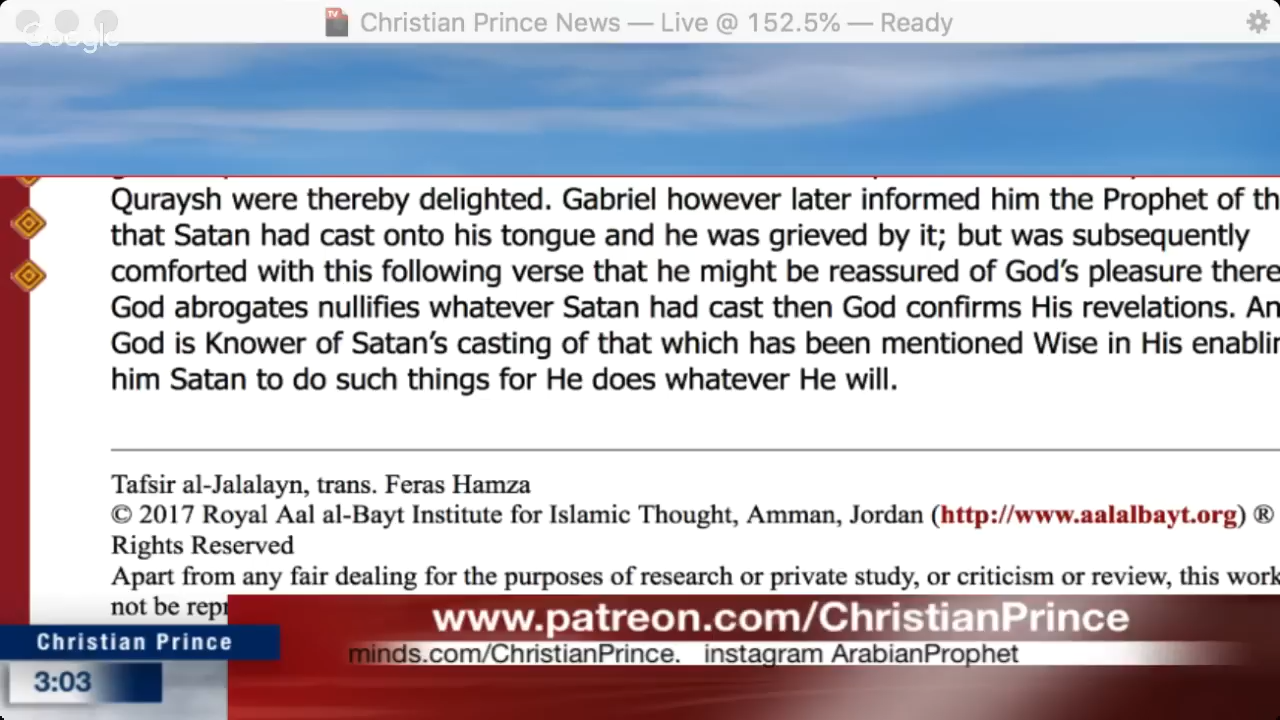 Christian Prince News — Live @ 152.5% — Ready
Google
Quraysh were thereby delighted. Gabriel however later informed him the Prophet of th
that Satan had cast onto his tongue and he was grieved by it; but was subsequently
comforted with this following verse that he might be reassured of God's pleasure there
God abrogates nullifies whatever Satan had cast then God confirms His revelations. An
God is Knower of Satan's casting of that which has been mentioned Wise in His enablin
him Satan to do such things for He does whatever He will.
Tafsir al-Jalalayn, trans. Feras Hamza
© 2017 Royal Aal al-Bayt Institute for Islamic Thought, Amman, Jordan (http://www.aalalbayt.org) ®
Rights Reserved
Apart from any fair dealing for the purposes of research or private study, or criticism or review, this work
not be repr
www.patreon.com/ChristianPrince
Christian Prince
minds.com/ChristianPrince. instagram ArabianProphet
3:03